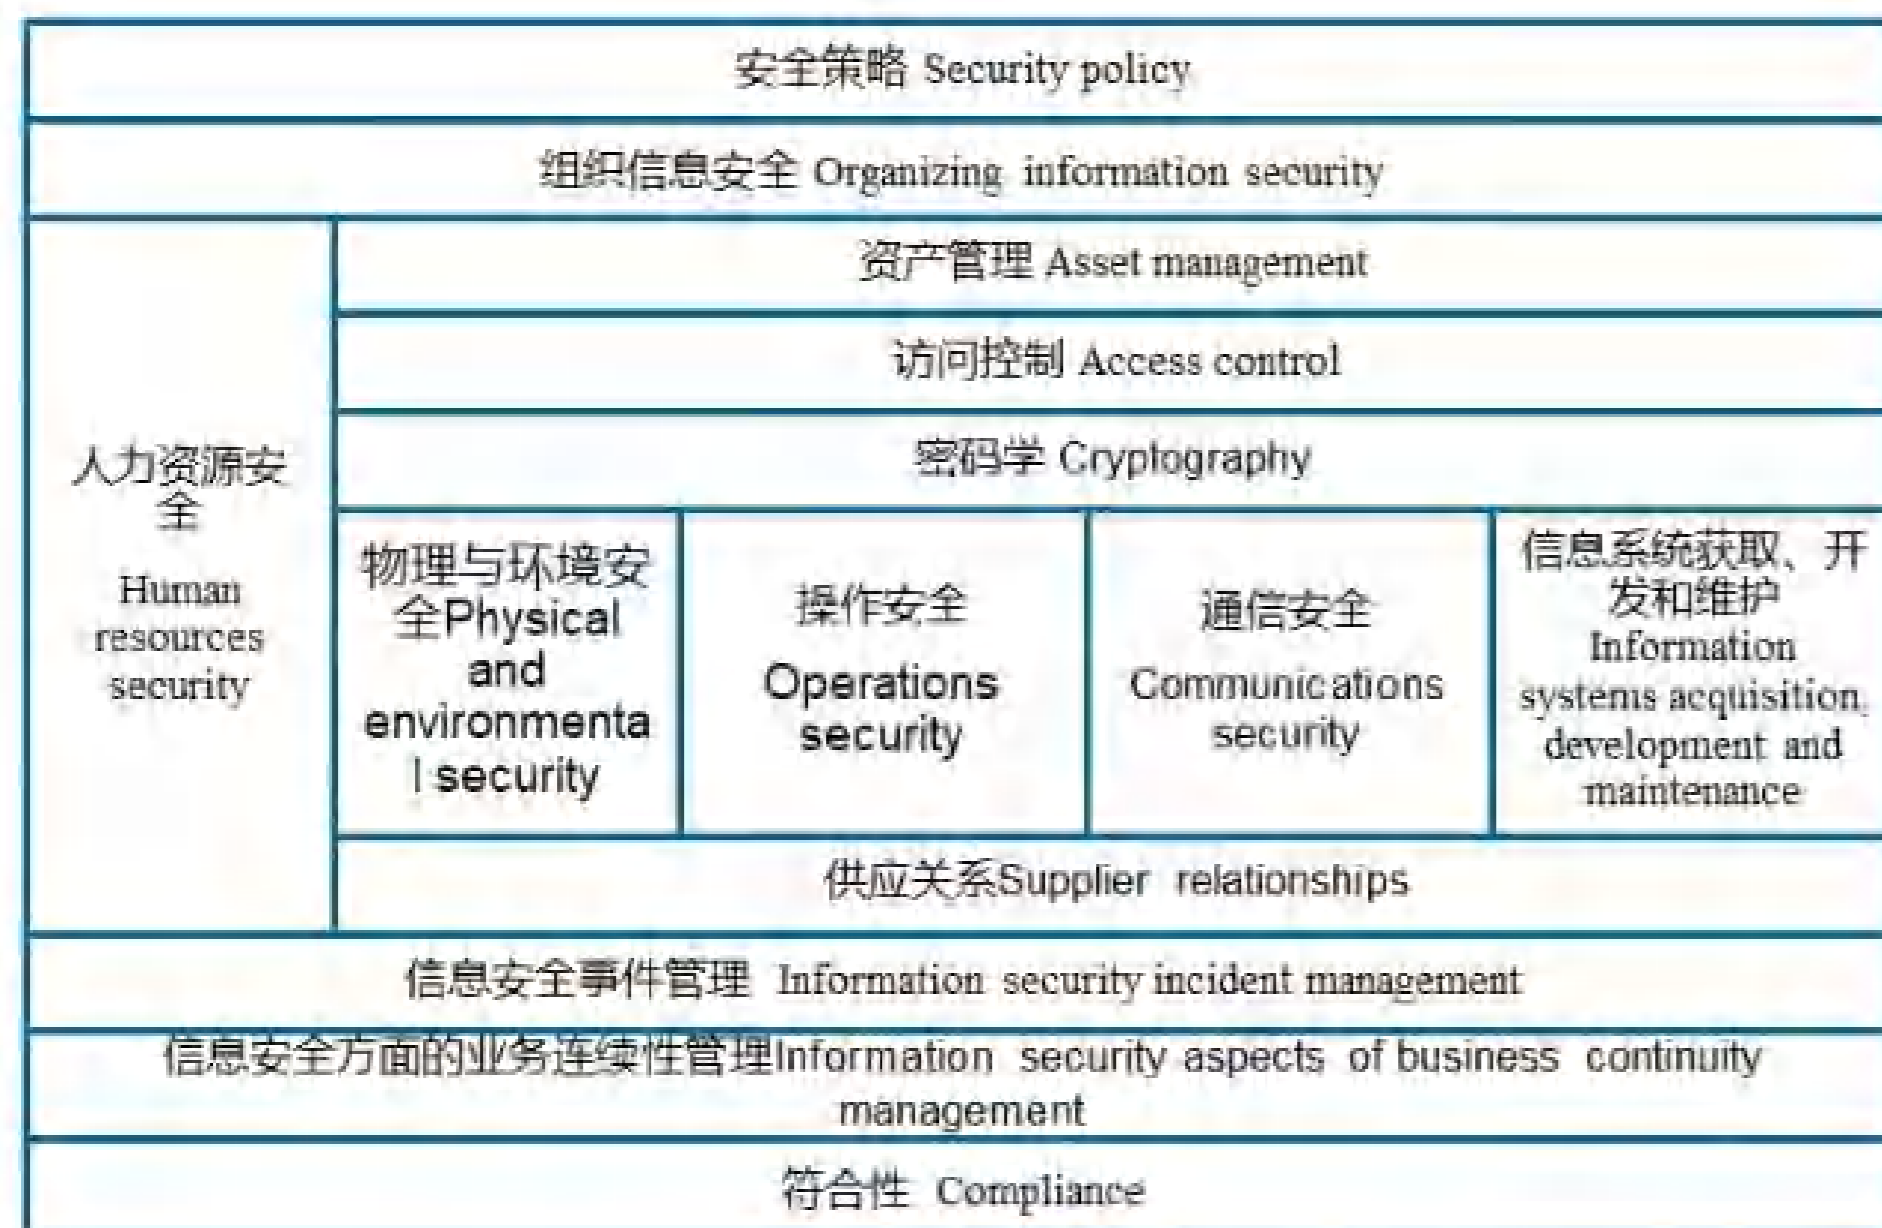 安全策略 Security policy
组织信息安全 Organizing information security
资产管理 Asset management
访问控制 Access control
密码学 Cryptography
人力资源安
全
Human
resources
security
物理与环境安
全Physical
and
environmenta
l security
操作安全
Operations
security
通信安全
Communications
security
信息系统获取、开
发和维护
Information
systems acquisition,
development and
maintenance
供应关系Supplier relationships
信息安全事件管理 Information security incident management
信息安全方面的业务连续性管理Information security aspects of business continuity
management
符合性 Compliance